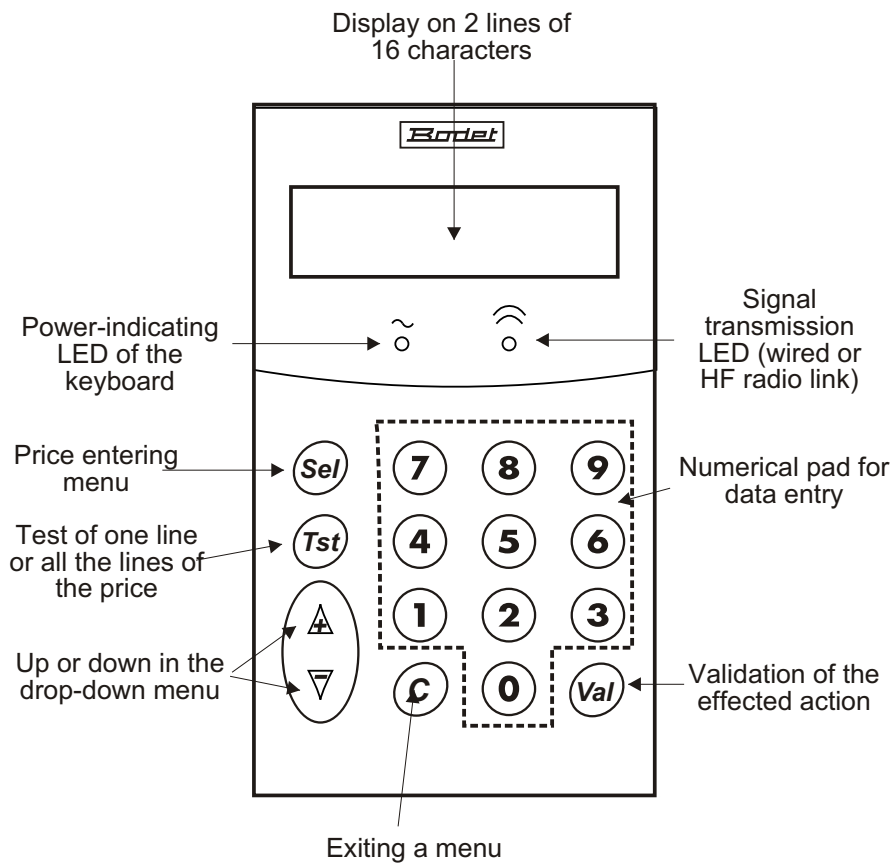 Display on 2 lines of
16 characters
Bodet
Power-indicating
LED of the
keyboard
Signal
transmission
LED (wired or
HF radio link)
Price entering
menu
Sel
7 8 9
Numerical pad for
data entry
Test of one line
or all the lines of
the price
Tst
4 5 6
+
1 2 3
Up or down in the
drop-down menu
-
C 0 Val
Validation of the
effected action
Exiting a menu